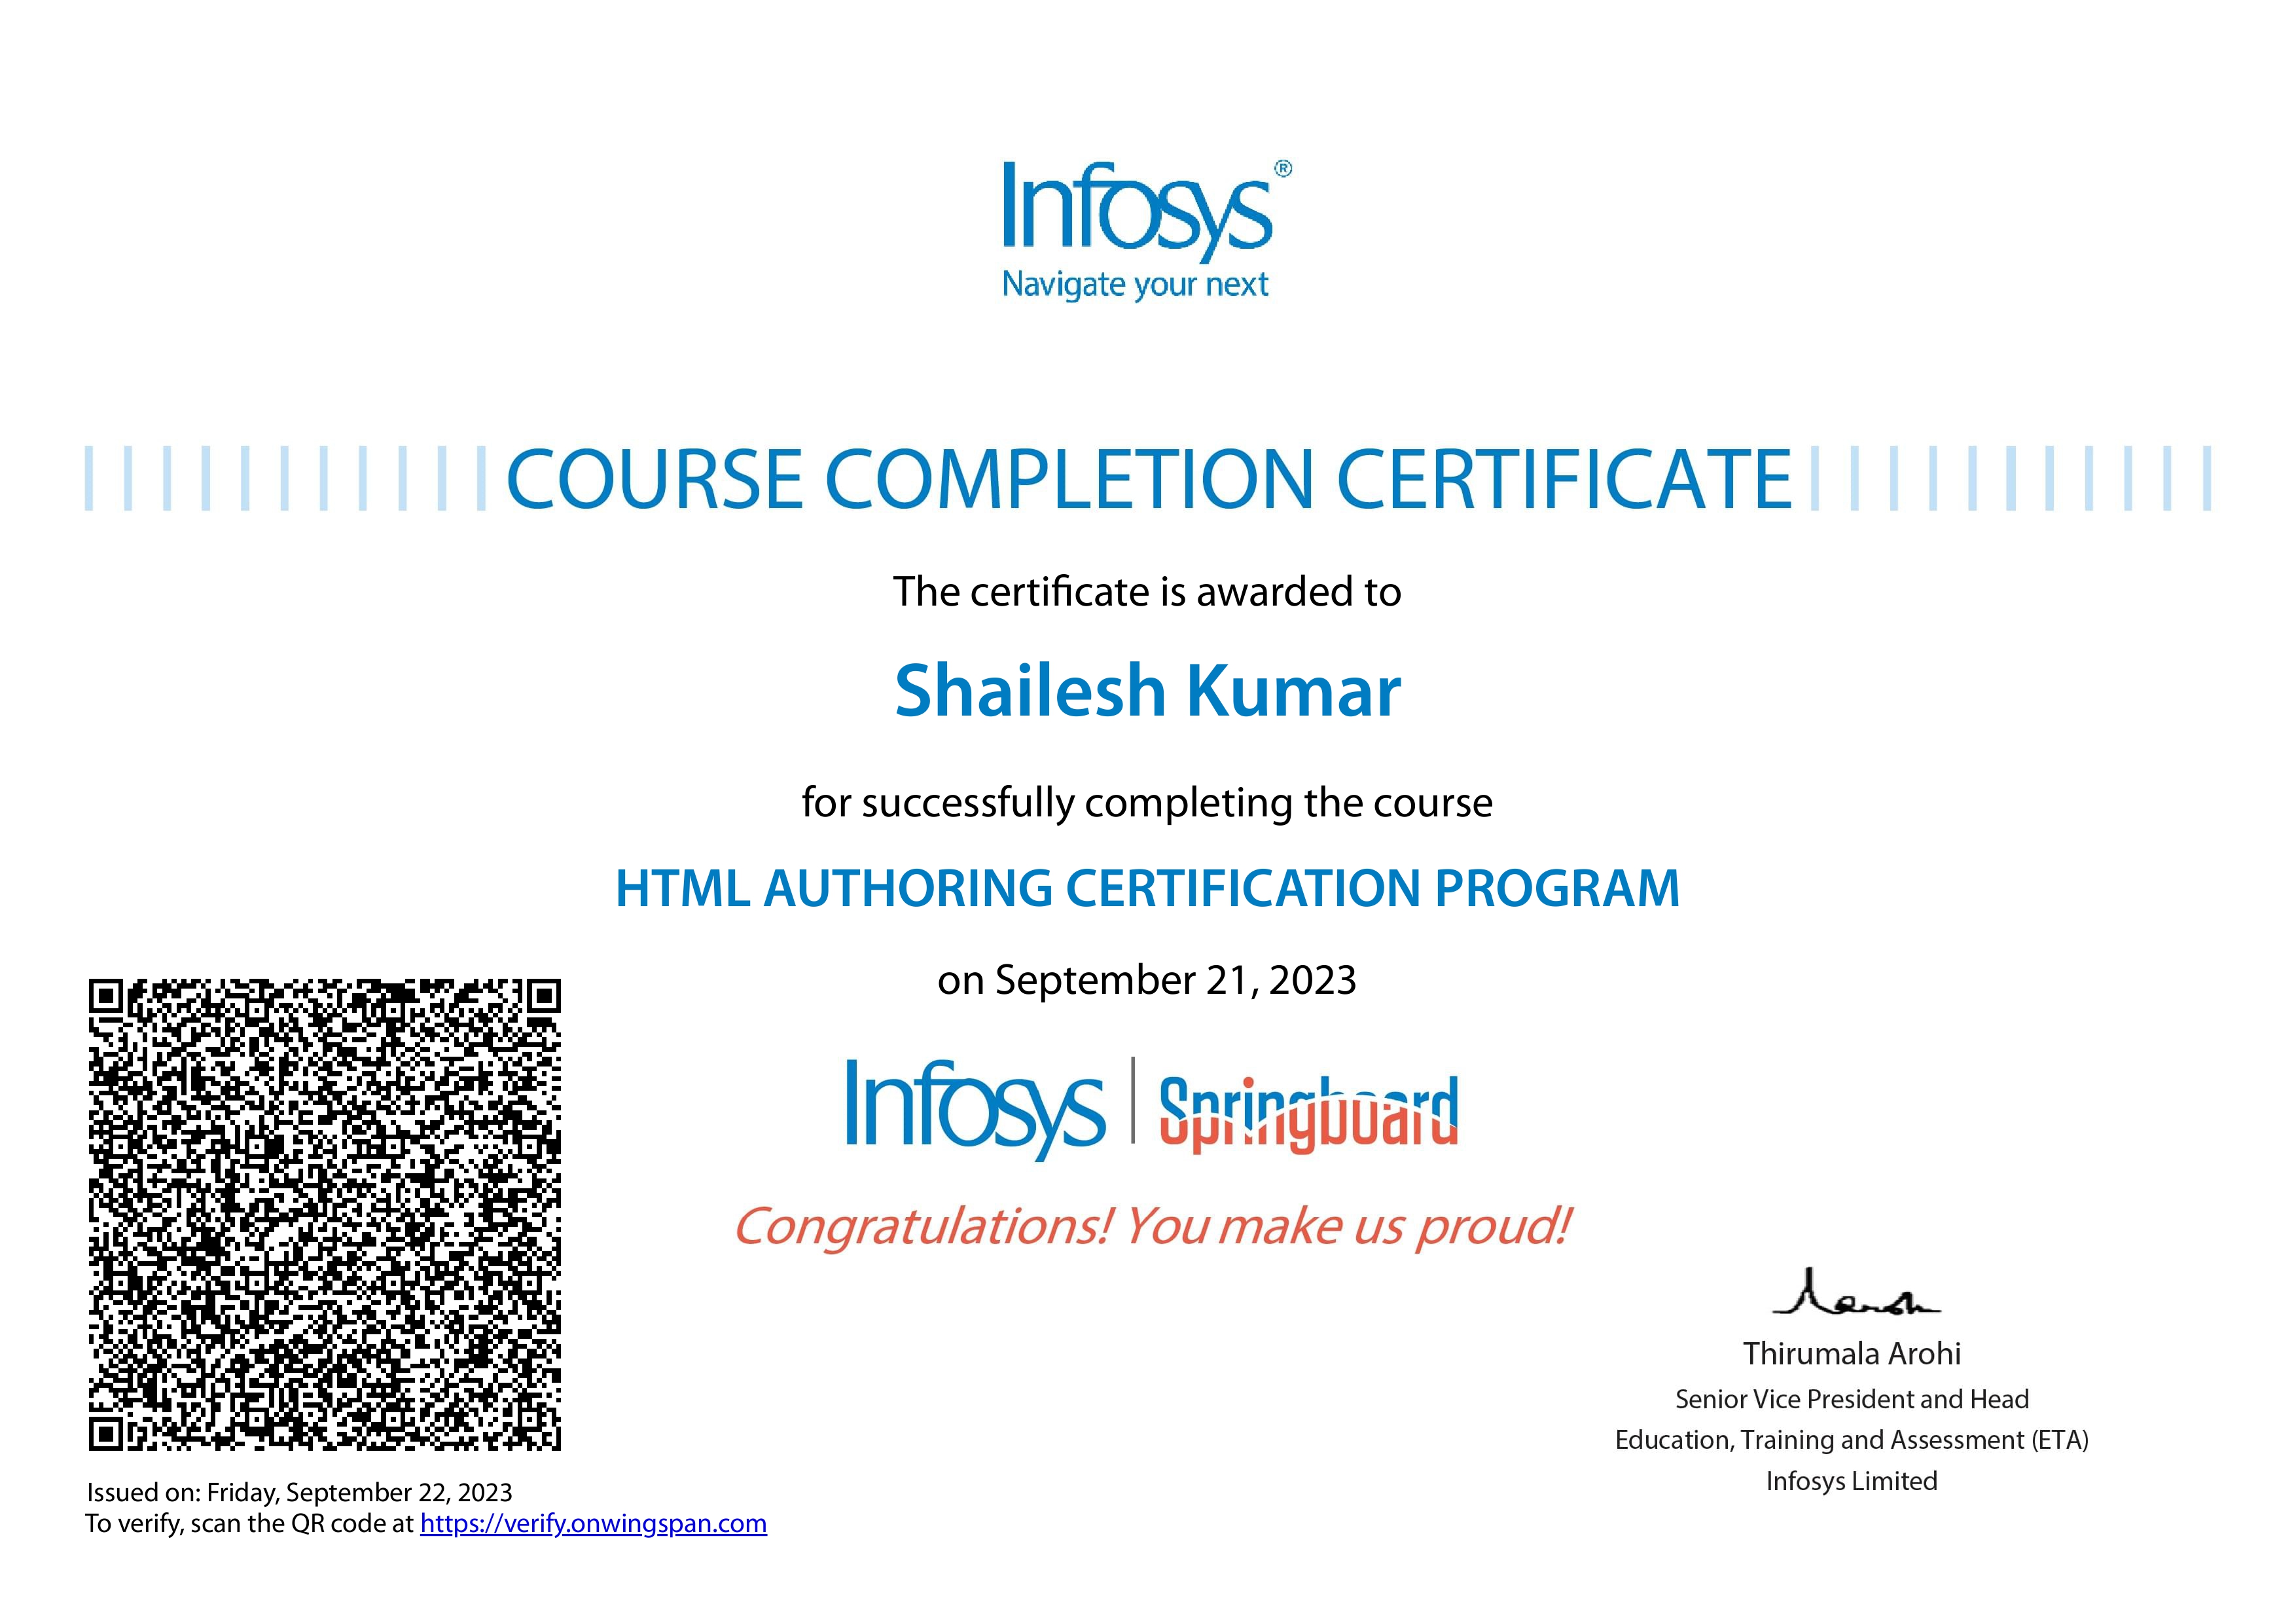 Infosys®
Navigate your next
COURSE COMPLETION CERTIFICATE
The certificate is awarded to
Shailesh Kumar
for successfully completing the course
HTML AUTHORING CERTIFICATION PROGRAM
on September 21, 2023
Infosys | Springboard
Congratulations! You make us proud!
Thirumala Arohi
Senior Vice President and Head
Education, Training and Assessment (ETA)
Infosys Limited
Issued on: Friday, September 22, 2023
To verify, scan the QR code at https://verify.onwingspan.com